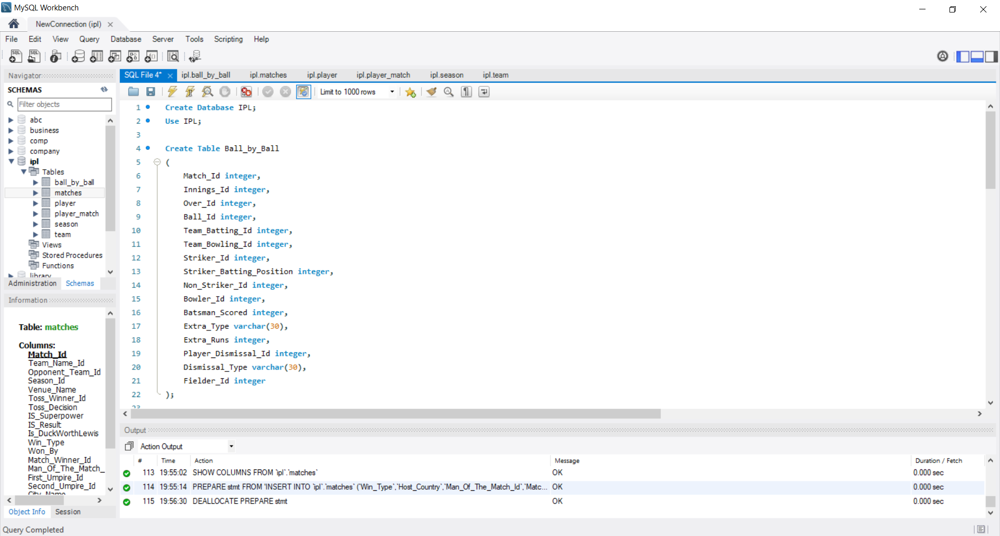 MySQL Workbench
NewConnection (ipl)
File Edit View Query Database Server Tools Scripting Help
Navigator
SCHEMAS
Filter objects
abc
business
comp
company
ipl
Tables
ball_by_ball
matches
player
player_match
season
team
Views
Stored Procedures
Functions
library
Administration Schemas
Information
Table: matches
Columns:
Match_Id
Team_Name_Id
Opponent_Team_Id
Season_Id
Venue_Name
Toss_Winner_Id
Toss_Decision
IS_Superpower
IS_Result
Is_DuckWorthLewis
Win_Type
Won_By
Match_Winner_Id
Man_Of_The_Match_
First_Umpire_Id
Second_Umpire_Id
City_Name
Object Info Session
SQL File 4* ipl.ball_by_ball ipl.matches ipl.player ipl.player_match ipl.season ipl.team
Limit to 1000 rows
1 Create Database IPL;
2 Use IPL;
3
4 Create Table Ball_by_Ball
5 (
6 Match_Id integer,
7 Innings_Id integer,
8 Over_Id integer,
9 Ball_Id integer,
10 Team_Batting_Id integer,
11 Team_Bowling_Id integer,
12 Striker_Id integer,
13 Striker_Batting_Position integer,
14 Non_Striker_Id integer,
15 Bowler_Id integer,
16 Batsman_Scored integer,
17 Extra_Type varchar(30),
18 Extra_Runs integer,
19 Player_Dismissal_Id integer,
20 Dismissal_Type varchar(30),
21 Fielder_Id integer
22 );
23
Output
Action Output
# Time Action Message Duration / Fetch
113 19:55:02 SHOW COLUMNS FROM `ipl`.`matches` OK 0.000 sec
114 19:55:14 PREPARE stmt FROM 'INSERT INTO `ipl`.`matches` (`Win_Type`,`Host_Country`,`Man_Of_The_Match_Id`,`Matc... OK 0.000 sec
115 19:56:30 DEALLOCATE PREPARE stmt OK 0.000 sec
Query Completed